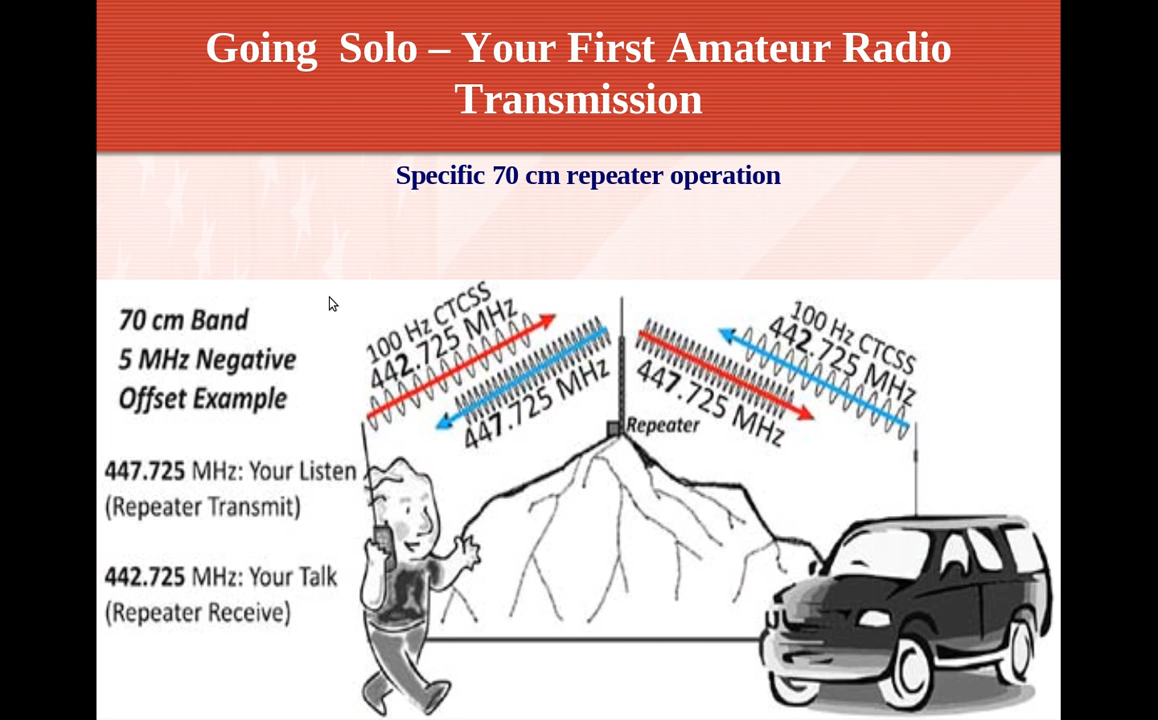 Going Solo – Your First Amateur Radio
Transmission
Specific 70 cm repeater operation
70 cm Band
5 MHz Negative
Offset Example
447.725 MHz: Your Listen
(Repeater Transmit)
442.725 MHz: Your Talk
(Repeater Receive)
100 Hz CTCSS
442.725 MHz
447.725 MHz
Repeater
447.725 MHz
100 Hz CTCSS
442.725 MHz